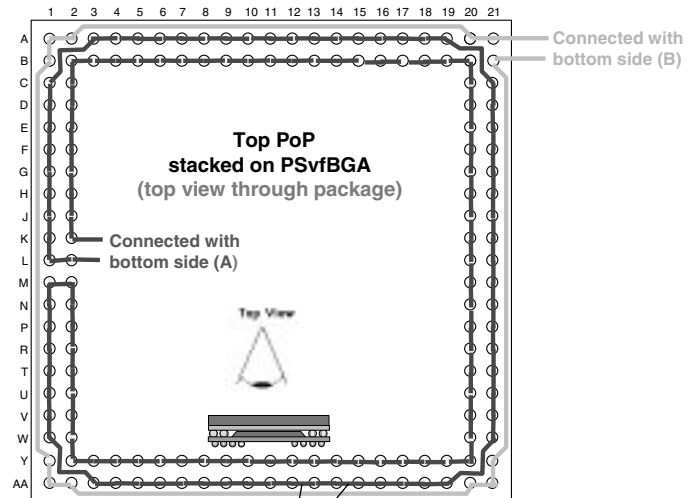 1 2 3 4 5 6 7 8 9 10 11 12 13 14 15 16 17 18 19 20 21
A
Connected with
B
bottom side (B)
C
D
E
Top PoP
F
stacked on PSvfBGA
G
(top view through package)
H
J
K
Connected with
L
bottom side (A)
M
N
Top View
P
R
T
U
V
W
Y
AA